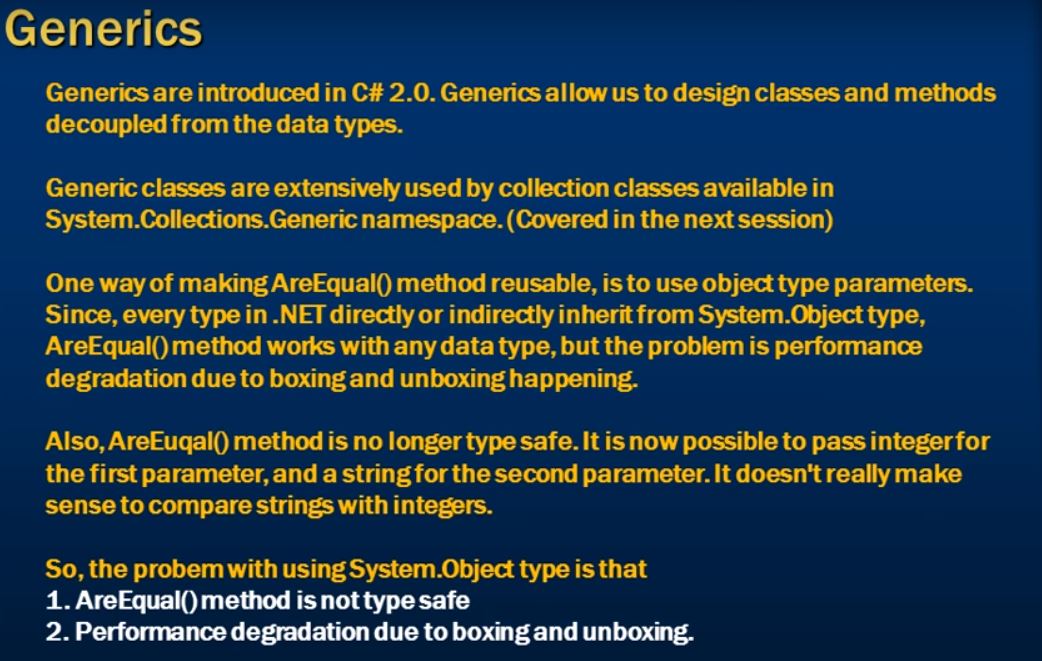 Generics
Generics are introduced in C# 2.0. Generics allow us to design classes and methods
decoupled from the data types.
Generic classes are extensively used by collection classes available in
System.Collections.Generic namespace. (Covered in the next session)
One way of making AreEqual() method reusable, is to use object type parameters.
Since, every type in .NET directly or indirectly inherit from System.Object type,
AreEqual() method works with any data type, but the problem is performance
degradation due to boxing and unboxing happening.
Also, AreEuqal() method is no longer type safe. It is now possible to pass integer for
the first parameter, and a string for the second parameter. It doesn't really make
sense to compare strings with integers.
So, the probem with using System.Object type is that
1. AreEqual() method is not type safe
2. Performance degradation due to boxing and unboxing.